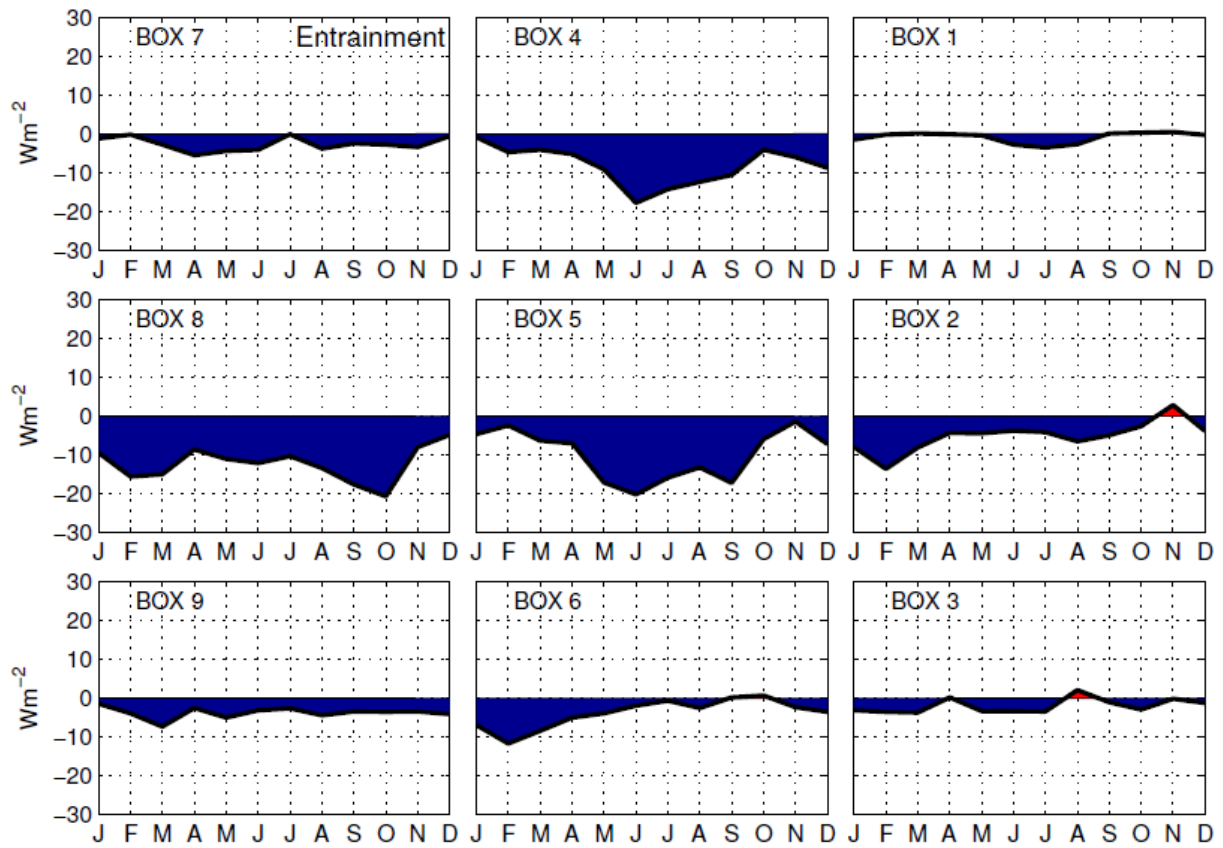 30 BOX 7 Entrainment BOX 4 BOX 1
20
10
Wm−2 0
−10
−20
−30
J F M A M J J A S O N D J F M A M J J A S O N D J F M A M J J A S O N D
30 BOX 8 BOX 5 BOX 2
20
10
Wm−2 0
−10
−20
−30
J F M A M J J A S O N D J F M A M J J A S O N D J F M A M J J A S O N D
30 BOX 9 BOX 6 BOX 3
20
10
Wm−2 0
−10
−20
−30
J F M A M J J A S O N D J F M A M J J A S O N D J F M A M J J A S O N D